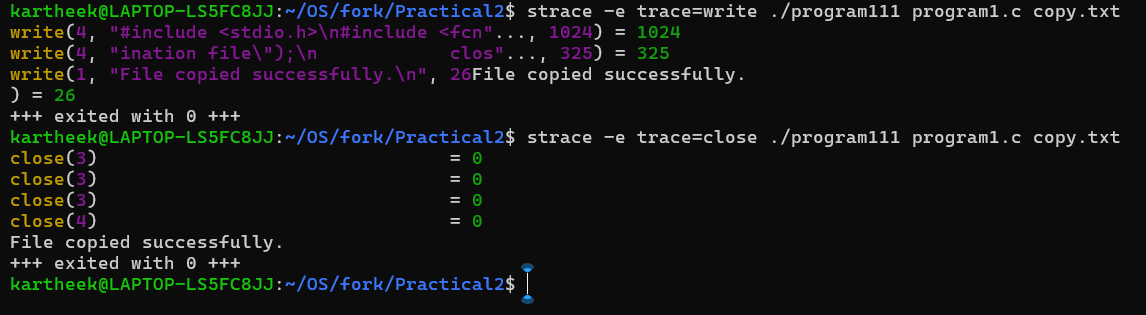 kartheek@LAPTOP-LS5FC8JJ:~/OS/fork/Practical2$ strace -e trace=write ./program111 program1.c copy.txt
write(4, "#include <stdio.h>\n#include <fcn"..., 1024) = 1024
write(4, "ination file\");\n        clos"..., 325) = 325
write(1, "File copied successfully.\n", 26File copied successfully.
) = 26
+++ exited with 0 +++
kartheek@LAPTOP-LS5FC8JJ:~/OS/fork/Practical2$ strace -e trace=close ./program111 program1.c copy.txt
close(3)                                = 0
close(3)                                = 0
close(3)                                = 0
close(4)                                = 0
File copied successfully.
+++ exited with 0 +++
kartheek@LAPTOP-LS5FC8JJ:~/OS/fork/Practical2$